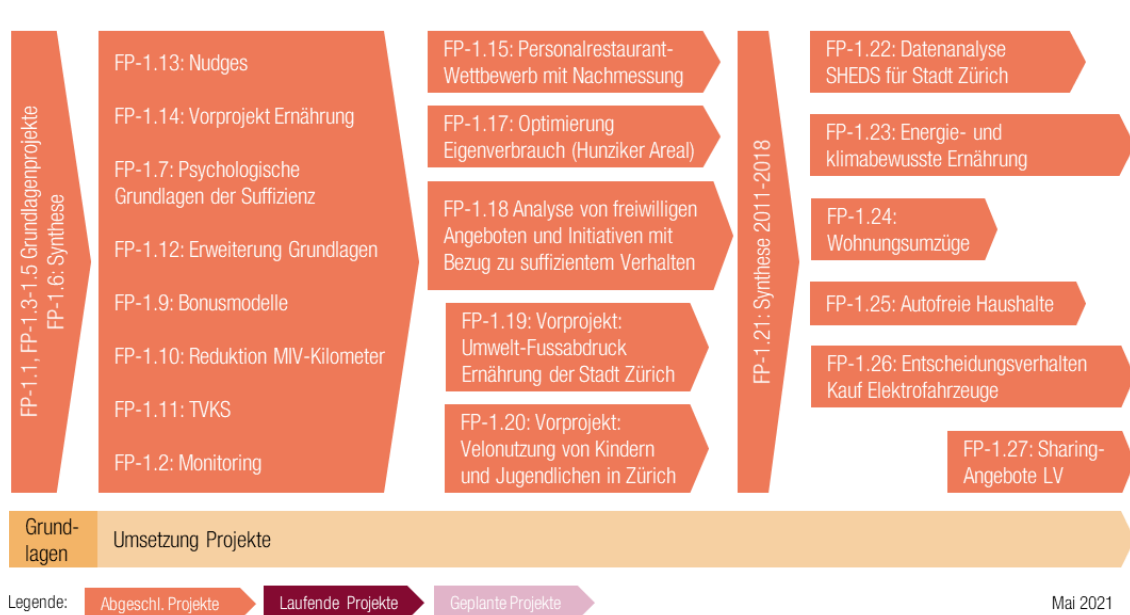 FP-1.1, FP-1.3-1.5 Grundlagenprojekte
FP-1.6: Synthese
FP-1.13: Nudges
FP-1.14: Vorprojekt Ernährung
FP-1.7: Psychologische
Grundlagen der Suffizienz
FP-1.12: Erweiterung Grundlagen
FP-1.9: Bonusmodelle
FP-1.10: Reduktion MIV-Kilometer
FP-1.11: TVKS
FP-1.2: Monitoring
FP-1.15: Personalrestaurant-
Wettbewerb mit Nachmessung
FP-1.17: Optimierung
Eigenverbrauch (Hunziker Areal)
FP-1.18 Analyse von freiwilligen
Angeboten und Initiativen mit
Bezug zu suffizientem Verhalten
FP-1.19: Vorprojekt:
Umwelt-Fussabdruck
Ernährung der Stadt Zürich
FP-1.20: Vorprojekt:
Velonutzung von Kindern
und Jugendlichen in Zürich
FP-1.21: Synthese 2011-2018
FP-1.22: Datenanalyse
SHEDS für Stadt Zürich
FP-1.23: Energie- und
klimabewusste Ernährung
FP-1.24:
Wohnungsumzüge
FP-1.25: Autofreie Haushalte
FP-1.26: Entscheidungsverhalten
Kauf Elektrofahrzeuge
FP-1.27: Sharing-
Angebote LV
Grund-
lagen
Umsetzung Projekte
Legende:
Abgeschl. Projekte
Laufende Projekte
Geplante Projekte
Mai 2021